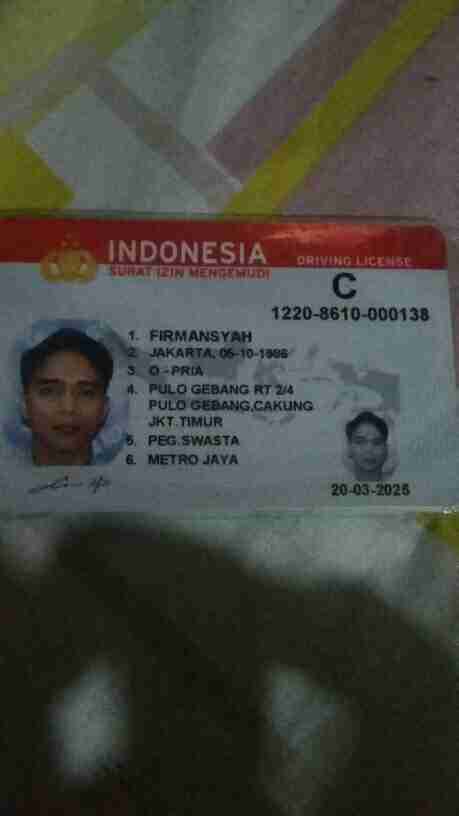 INDONESIA
SURAT IZIN MENGEMUDI
DRIVING LICENSE
C
1220-8610-000138
1. FIRMANSYAH
2. JAKARTA, 05-10-1986
3. O - PRIA
4. PULO GEBANG RT 2/4
PULO GEBANG,CAKUNG
JKT.TIMUR
5. PEG.SWASTA
6. METRO JAYA
20-03-2025